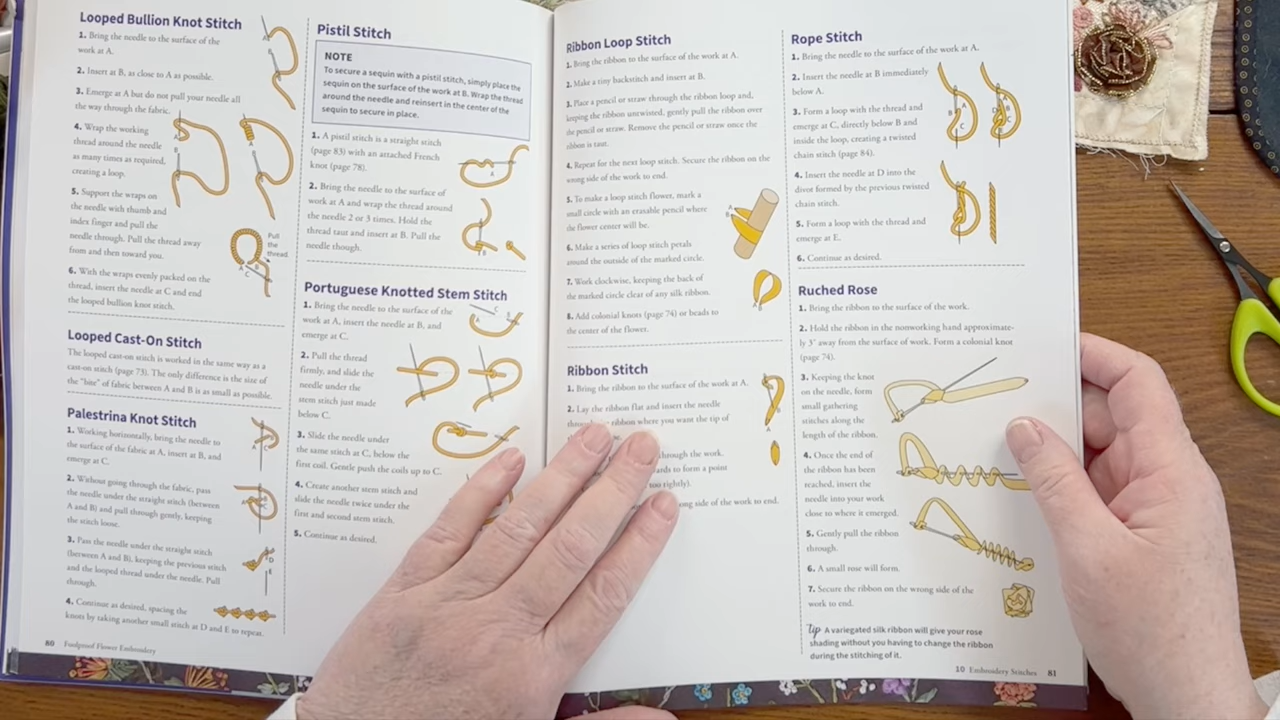 Looped Bullion Knot Stitch
1. Bring the needle to the surface of the
work at A.
2. Insert at B, as close to A as possible.
3. Emerge at A but do not pull your needle all
the way through the fabric.
4. Wrap the working
thread around the needle
as many times as required,
creating a loop.
5. Support the wraps on
the needle with thumb and
index finger and pull the
needle through. Pull the thread away
from and then toward you.
Pull
the
thread.
6. With the wraps evenly packed on the
thread, insert the needle at C and end
the looped bullion knot stitch.
Looped Cast-On Stitch
The looped cast-on stitch is worked in the same way as a
cast-on stitch (page 73). The only difference is the size of
the "bite" of fabric between A and B is as small as possible.
Palestrina Knot Stitch
1. Working horizontally, bring the needle to
the surface of the fabric at A, insert at B, and
emerge at C.
2. Without going through the fabric, pass
the needle under the straight stitch (between
A and B) and pull through gently, keeping
the stitch loose.
3. Pass the needle under the straight stitch
(between A and B), keeping the previous stitch
and the looped thread under the needle. Pull
through.
4. Continue as desired, spacing the
knots by taking another small stitch at D and E to repeat.
80 Foolproof Flower Embroidery
Pistil Stitch
NOTE
To secure a sequin with a pistil stitch, simply place the
sequin on the surface of the work at B. Wrap the thread
around the needle and reinsert in the center of the
sequin to secure in place.
1. A pistil stitch is a straight stitch
(page 83) with an attached French
knot (page 78).
2. Bring the needle to the surface of
work at A and wrap the thread around
the needle 2 or 3 times. Hold the
thread taut and insert at B. Pull the
needle though.
Portuguese Knotted Stem Stitch
1. Bring the needle to the surface of the
work at A, insert the needle at B, and
emerge at C.
2. Pull the thread
firmly, and slide the
needle under the
stem stitch just made
below C.
3. Slide the needle under
the same stitch at C, below the
first coil. Gentle push the coils up to C.
4. Create another stem stitch and
slide the needle twice under the
first and second stem stitch.
5. Continue as desired.
Ribbon Loop Stitch
1. Bring the ribbon to the surface of the work at A.
2. Make a tiny backstitch and insert at B.
3. Place a pencil or straw through the ribbon loop and,
keeping the ribbon untwisted, gently pull the ribbon over
the pencil or straw. Remove the pencil or straw once the
ribbon is taut.
4. Repeat for the next loop stitch. Secure the ribbon on the
wrong side of the work to end.
5. To make a loop stitch flower, mark a
small circle with an erasable pencil where
the flower center will be.
6. Make a series of loop stitch petals
around the outside of the marked circle.
7. Work clockwise, keeping the back of
the marked circle clear of any silk ribbon.
8. Add colonial knots (page 74) or beads to
the center of the flower.
Ribbon Stitch
1. Bring the ribbon to the surface of the work at A.
2. Lay the ribbon flat and insert the needle
ribbon where you want the tip of
through the work.
to form a point
too tightly).
side of the work to end.
Rope Stitch
1. Bring the needle to the surface of the work at A.
2. Insert the needle at B immediately
below A.
3. Form a loop with the thread and
emerge at C, directly below B and
inside the loop, creating a twisted
chain stitch (page 84).
4. Insert the needle at D into the
divot formed by the previous twisted
chain stitch.
5. Form a loop with the thread and
emerge at E.
6. Continue as desired.
Ruched Rose
1. Bring the ribbon to the surface of the work.
2. Hold the ribbon in the nonworking hand approximate-
ly 3" away from the surface of work. Form a colonial knot
(page 74).
3. Keeping the knot
on the needle, form
small gathering
stitches along the
length of the ribbon.
4. Once the end of
the ribbon has been
reached, insert the
needle into your work
close to where it emerged.
5. Gently pull the ribbon
through.
6. A small rose will form.
7. Secure the ribbon on the wrong side of the
work to end.
Tip A variegated silk ribbon will give your rose
shading without you having to change the ribbon
during the stitching of it.
10 Embroidery Stitches 81